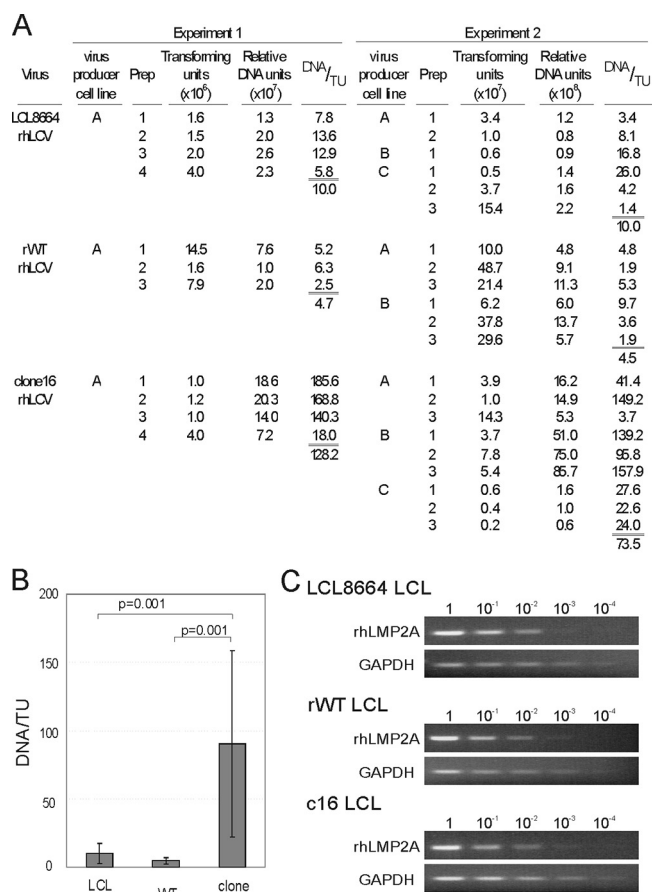 A
Experiment 1 Experiment 2
Virus virus producer cell line Prep Transforming units (x10⁶) Relative DNA units (x10⁷) DNA/TU virus producer cell line Prep Transforming units (x10⁷) Relative DNA units (x10⁸) DNA/TU
LCL8664 A 1 1.6 1.3 7.8 A 1 3.4 1.2 3.4
rhLCV 2 1.5 2.0 13.6 2 1.0 0.8 8.1
3 2.0 2.6 12.9 B 1 0.6 0.9 16.8
4 4.0 2.3 5.8 C 1 0.5 1.4 26.0
10.0 2 3.7 1.6 4.2
3 15.4 2.2 1.4
10.0
rWT A 1 14.5 7.6 5.2 A 1 10.0 4.8 4.8
rhLCV 2 1.6 1.0 6.3 2 48.7 9.1 1.9
3 7.9 2.0 2.5 3 21.4 11.3 5.3
4.7 B 1 6.2 6.0 9.7
2 37.8 13.7 3.6
3 29.6 5.7 1.9
4.5
clone16 A 1 1.0 18.6 185.6 A 1 3.9 16.2 41.4
rhLCV 2 1.2 20.3 168.8 2 1.0 14.9 149.2
3 1.0 14.0 140.3 3 14.3 5.3 3.7
4 4.0 7.2 18.0 B 1 3.7 51.0 139.2
128.2 2 7.8 75.0 95.8
3 5.4 85.7 157.9
C 1 0.6 1.6 27.6
2 0.4 1.0 22.6
3 0.2 0.6 24.0
73.5
B
200
p=0.001
p=0.001
150
100
50
0
DNA/TU
LCL WT clone
C
LCL8664 LCL
1 10⁻¹ 10⁻² 10⁻³ 10⁻⁴
rhLMP2A
GAPDH
rWT LCL
1 10⁻¹ 10⁻² 10⁻³ 10⁻⁴
rhLMP2A
GAPDH
c16 LCL
1 10⁻¹ 10⁻² 10⁻³ 10⁻⁴
rhLMP2A
GAPDH